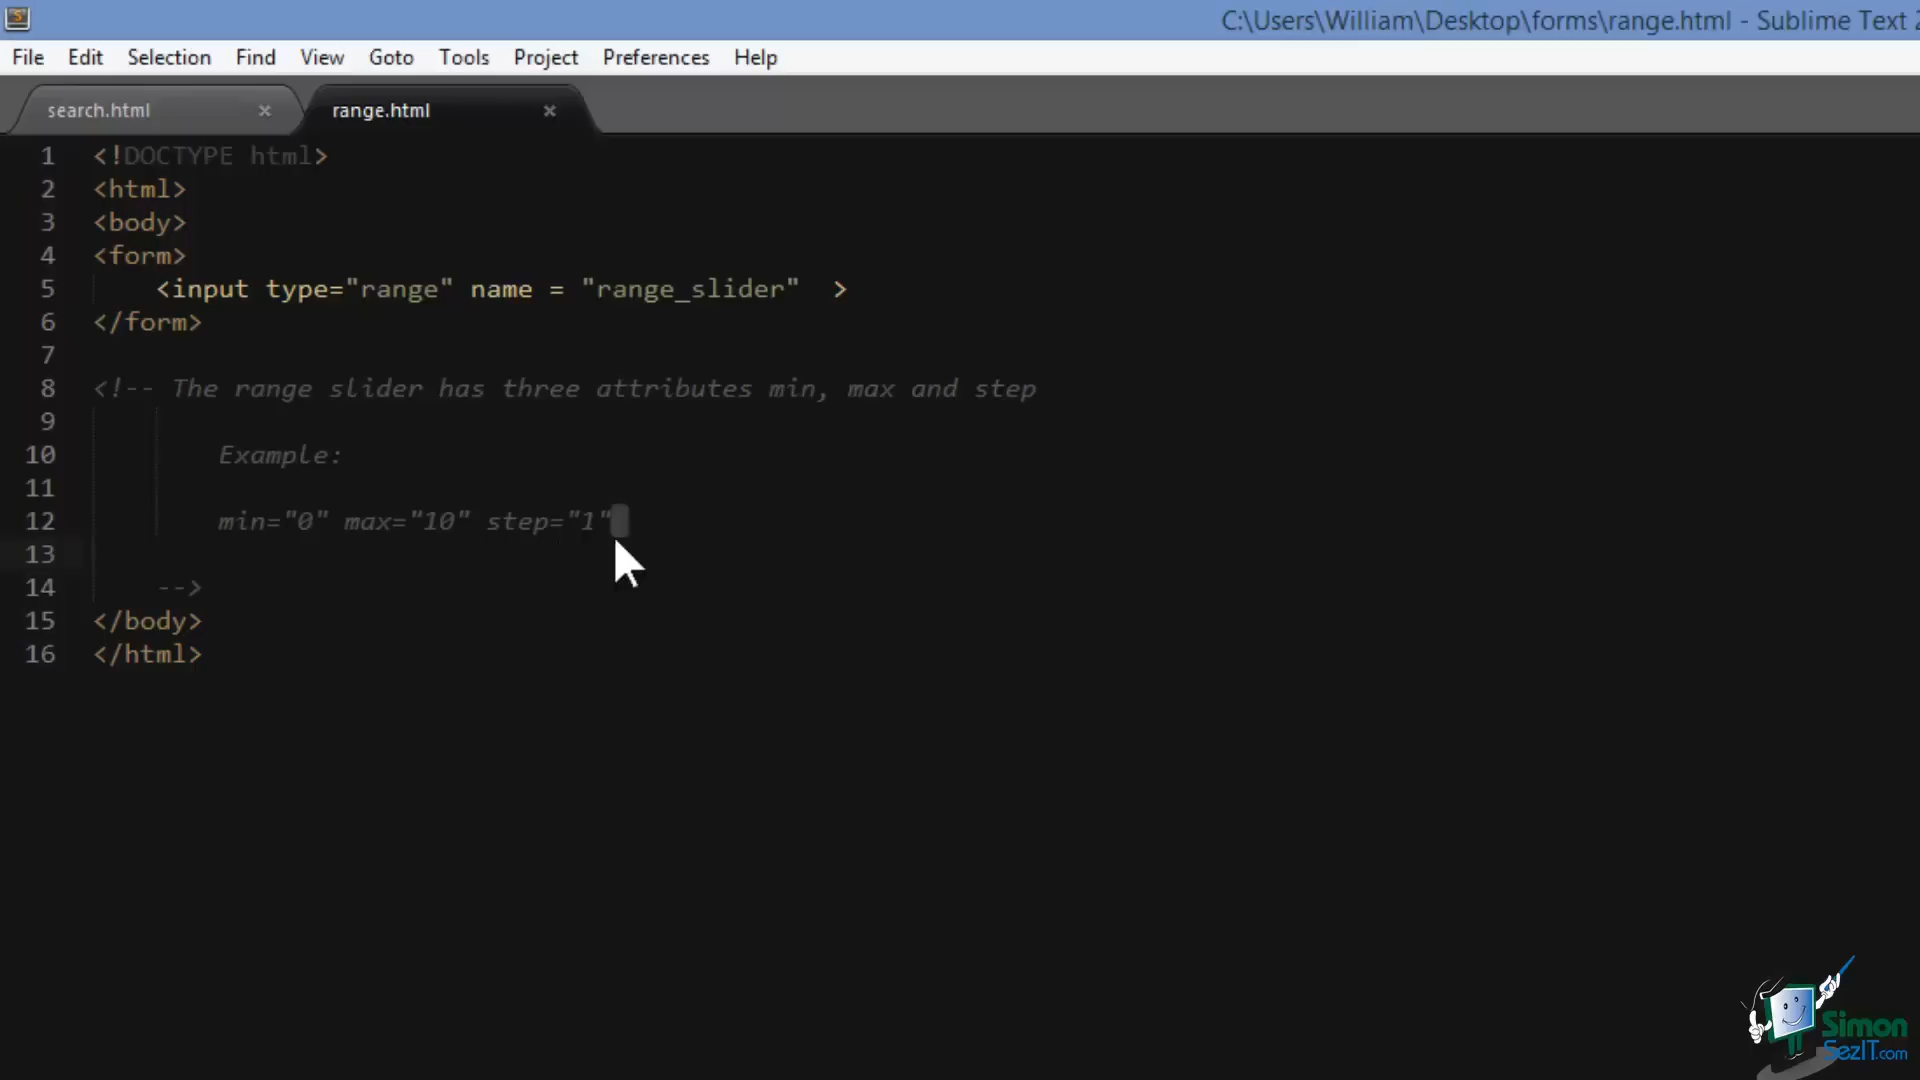 C:\Users\William\Desktop\forms\range.html - Sublime Text 2
File Edit Selection Find View Goto Tools Project Preferences Help
search.html × range.html ×
1 <!DOCTYPE html>
2 <html>
3 <body>
4 <form>
5 <input type="range" name = "range_slider"  >
6 </form>
7
8 <!-- The range slider has three attributes min, max and step
9
10 Example:
11
12 min="0" max="10" step="1"
13
14 -->
15 </body>
16 </html>
Simon
SezIT.com